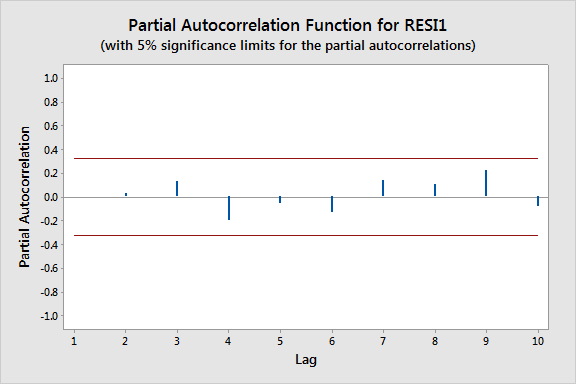 Partial Autocorrelation Function for RESI1
(with 5% significance limits for the partial autocorrelations)
Partial Autocorrelation
1.0
0.8
0.6
0.4
0.2
0.0
-0.2
-0.4
-0.6
-0.8
-1.0
1 2 3 4 5 6 7 8 9 10
Lag